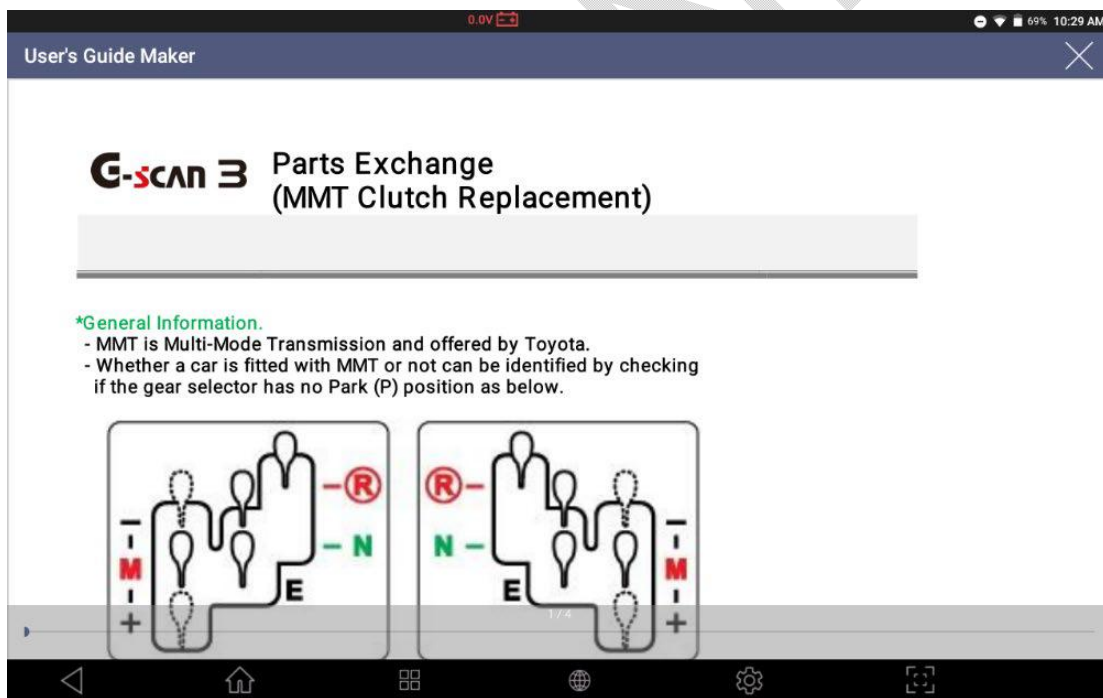 0.0V
69% 10:29 AM
User's Guide Maker
G-scan 3
Parts Exchange
(MMT Clutch Replacement)
*General Information.
- MMT is Multi-Mode Transmission and offered by Toyota.
- Whether a car is fitted with MMT or not can be identified by checking
if the gear selector has no Park (P) position as below.
R R
N N
M M
E E
+ +
1 / 4